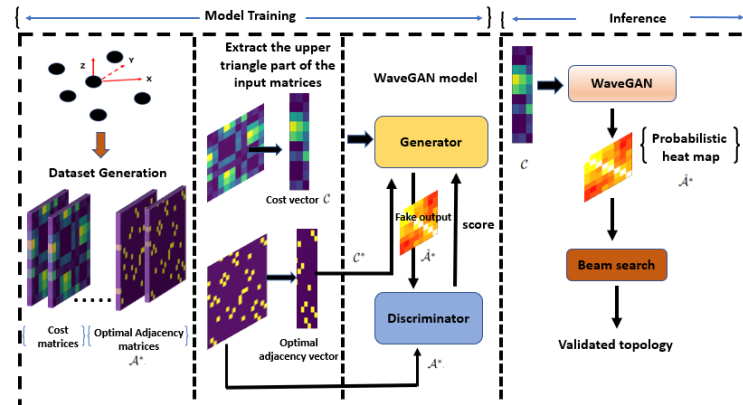 Model Training
Inference
Z
Y
X
Dataset Generation
Cost
matrices
Optimal Adjacency
matrices
𝒜*
Extract the upper
triangle part of the
input matrices
Cost vector 𝒞
Optimal
adjacency vector
WaveGAN model
Generator
Fake output
score
𝒞*
Â*
Discriminator
𝒜*
WaveGAN
𝒞
Probabilistic
heat map
Â*
Beam search
Validated topology